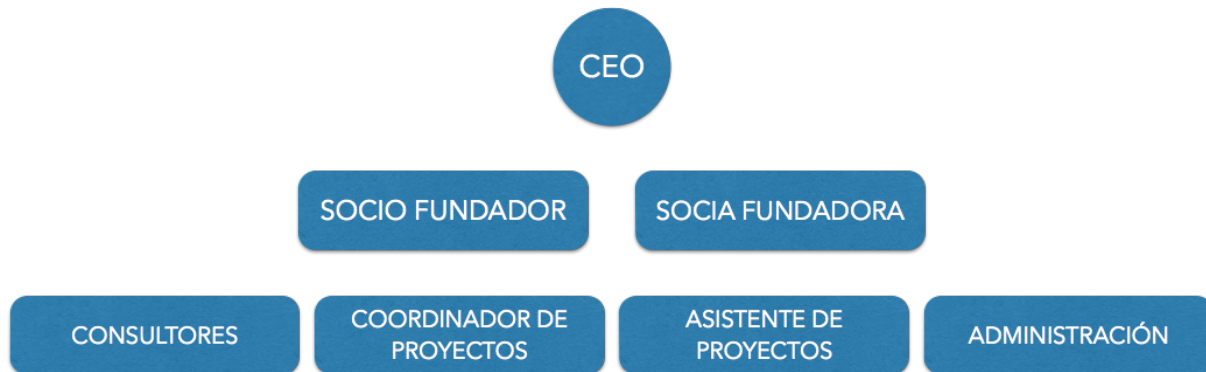 CEO
SOCIO FUNDADOR
SOCIA FUNDADORA
CONSULTORES
COORDINADOR DE
PROYECTOS
ASISTENTE DE
PROYECTOS
ADMINISTRACIÓN